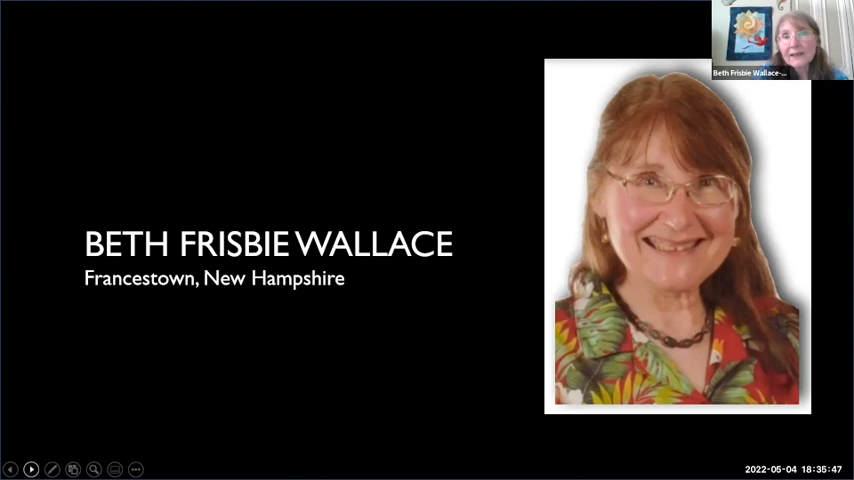 Beth Frisbie Wallace-...
BETH FRISBIE WALLACE
Francestown, New Hampshire
2022-05-04 18:35:47